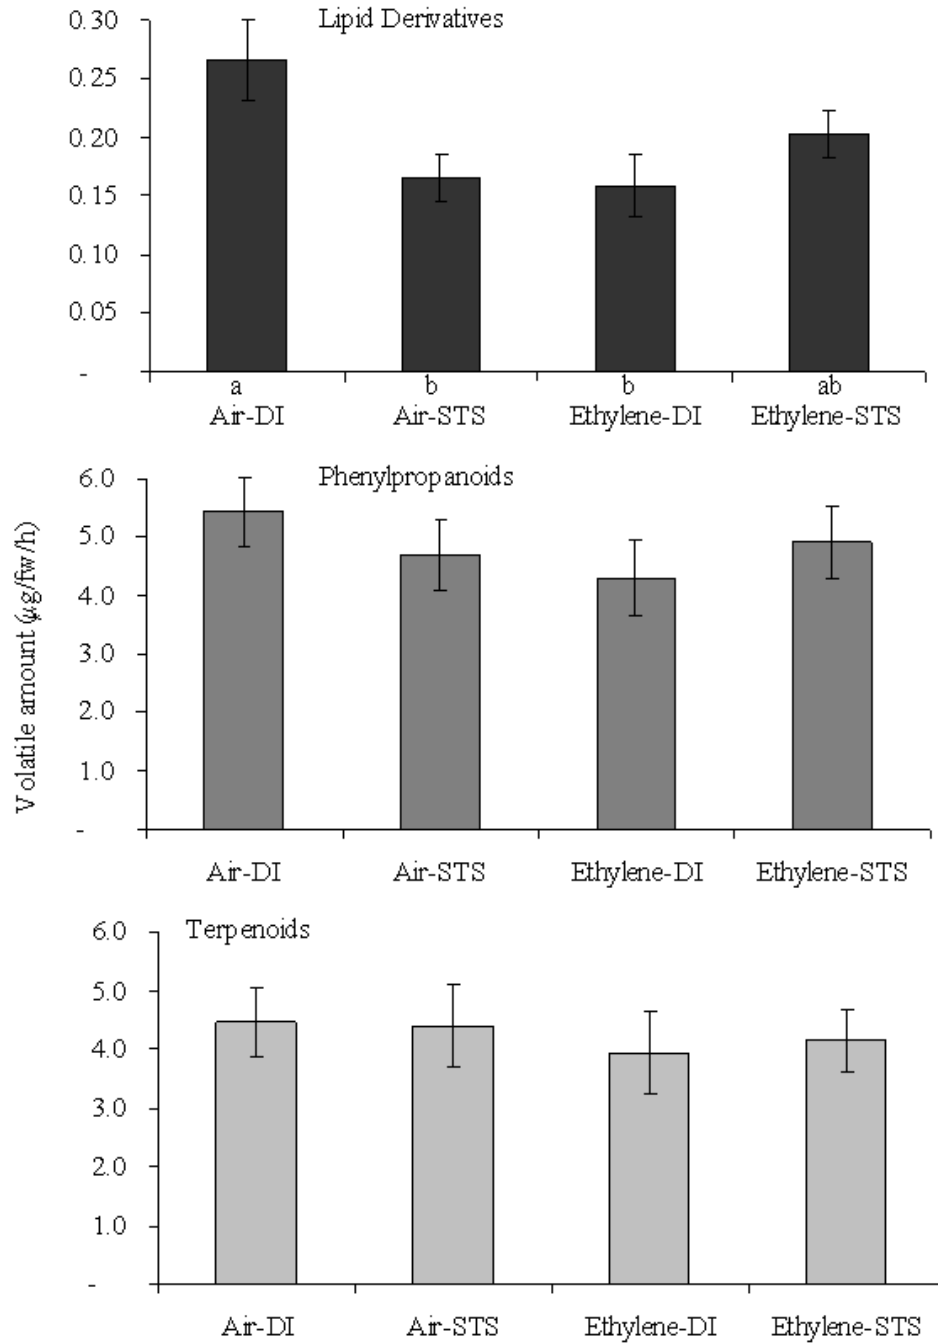 Lipid Derivatives
0.30
0.25
0.20
0.15
0.10
0.05
-
a b b ab
Air-DI Air-STS Ethylene-DI Ethylene-STS
Volatile amount (µg/fw/h)
Phenylpropanoids
6.0
5.0
4.0
3.0
2.0
1.0
-
Air-DI Air-STS Ethylene-DI Ethylene-STS
Terpenoids
6.0
5.0
4.0
3.0
2.0
1.0
-
Air-DI Air-STS Ethylene-DI Ethylene-STS